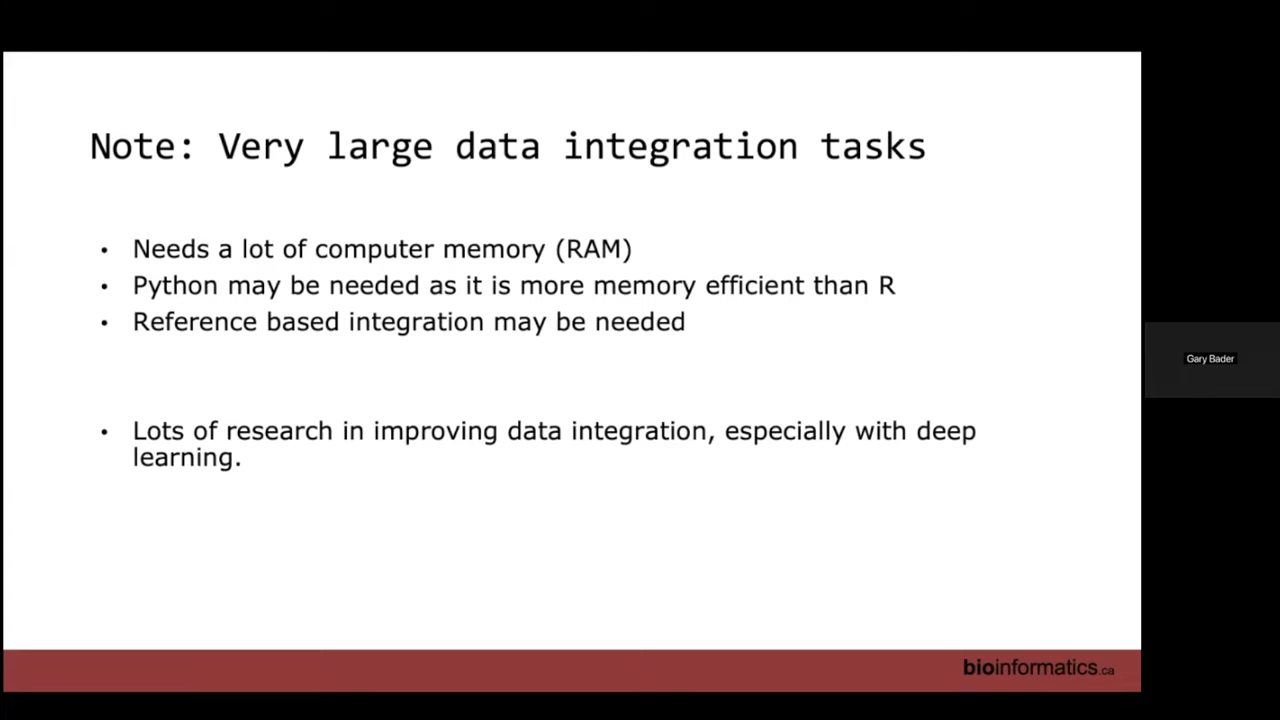 Note: Very large data integration tasks
• Needs a lot of computer memory (RAM)
• Python may be needed as it is more memory efficient than R
• Reference based integration may be needed
• Lots of research in improving data integration, especially with deep
learning.
Gary Bader
bioinformatics.ca